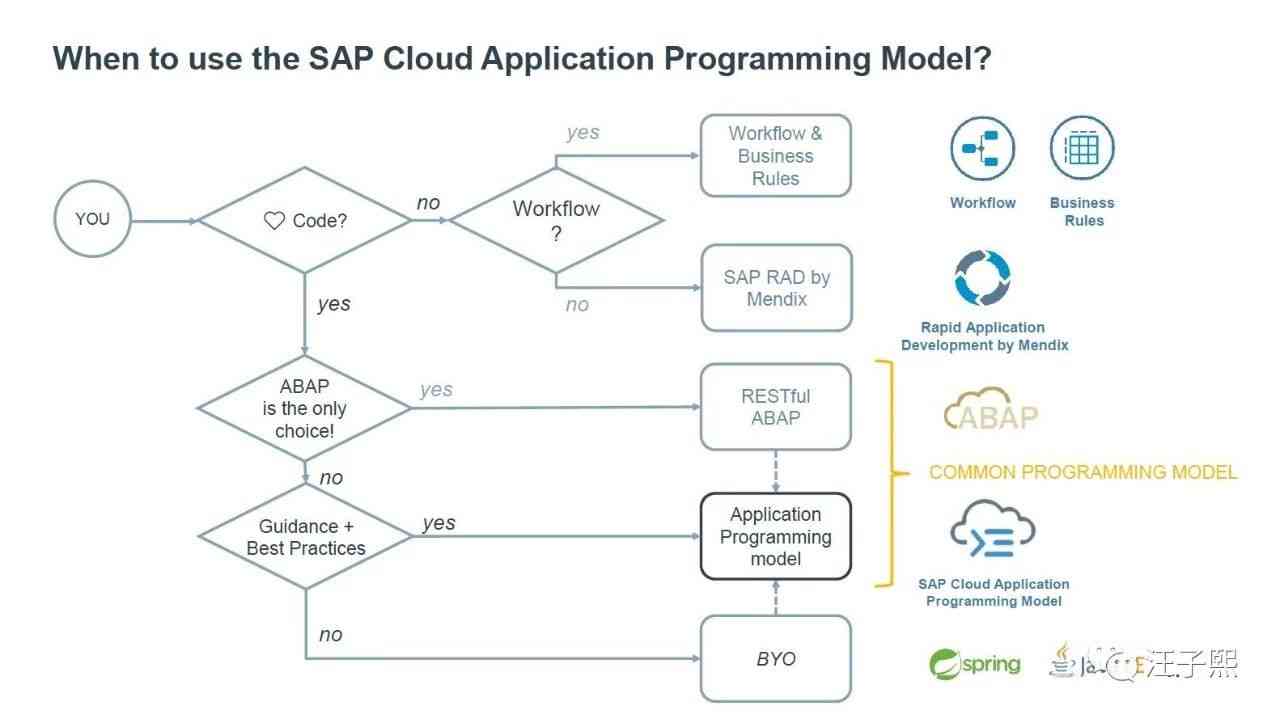 When to use the SAP Cloud Application Programming Model?
YOU
Code?
no
yes
Workflow
?
yes
no
Workflow &
Business
Rules
SAP RAD by
Mendix
Workflow
Business
Rules
Rapid Application
Development by Mendix
ABAP
is the only
choice!
yes
no
RESTful
ABAP
ABAP
COMMON PROGRAMMING MODEL
Guidance +
Best Practices
yes
no
Application
Programming
model
SAP Cloud Application
Programming Model
BYO
spring
汪子熙